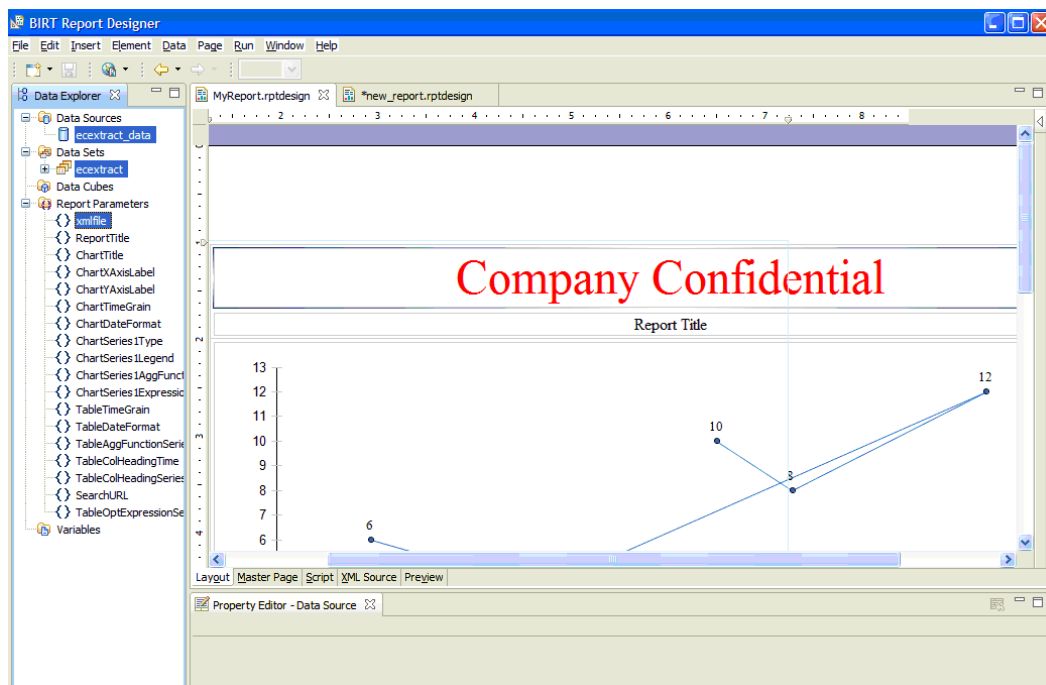 BIRT Report Designer
File Edit Insert Element Data Page Run Window Help
Data Explorer
MyReport.rptdesign
*new_report.rptdesign
Data Sources
ecextract_data
Data Sets
ecextract
Data Cubes
Report Parameters
xmlfile
ReportTitle
ChartTitle
ChartXAxisLabel
ChartYAxisLabel
ChartTimeGrain
ChartDateFormat
ChartSeries1Type
ChartSeries1Legend
ChartSeries1AggFunct
ChartSeries1Expressio
TableTimeGrain
TableDateFormat
TableAggFunctionSerie
TableColHeadingTime
TableColHeadingSeries
SearchURL
TableOptExpressionSe
Variables
2 3 4 5 6 7 8
2
3
4
Company Confidential
Report Title
13
12
11
10
9
8
7
6
6
10
8
12
Layout Master Page Script XML Source Preview
Property Editor - Data Source